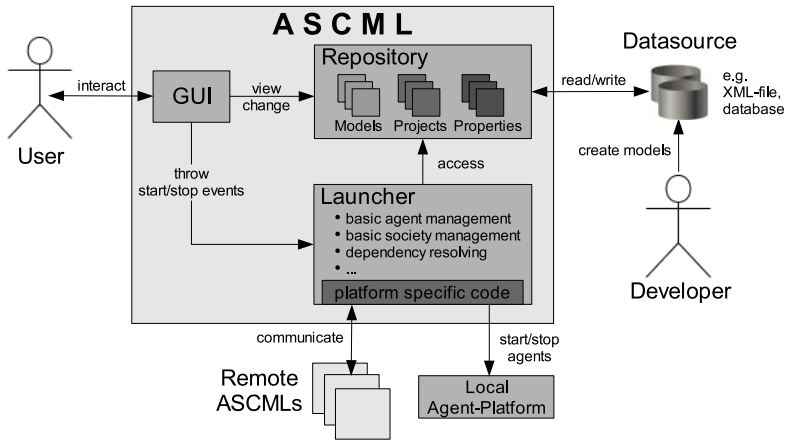 A S C M L
Repository
Models Projects Properties
GUI
view
change
interact
User
throw
start/stop events
access
Launcher
• basic agent management
• basic society management
• dependency resolving
• ...
platform specific code
read/write
Datasource
e.g.
XML-file,
database
create models
Developer
communicate
Remote
ASCMLs
start/stop
agents
Local
Agent-Platform